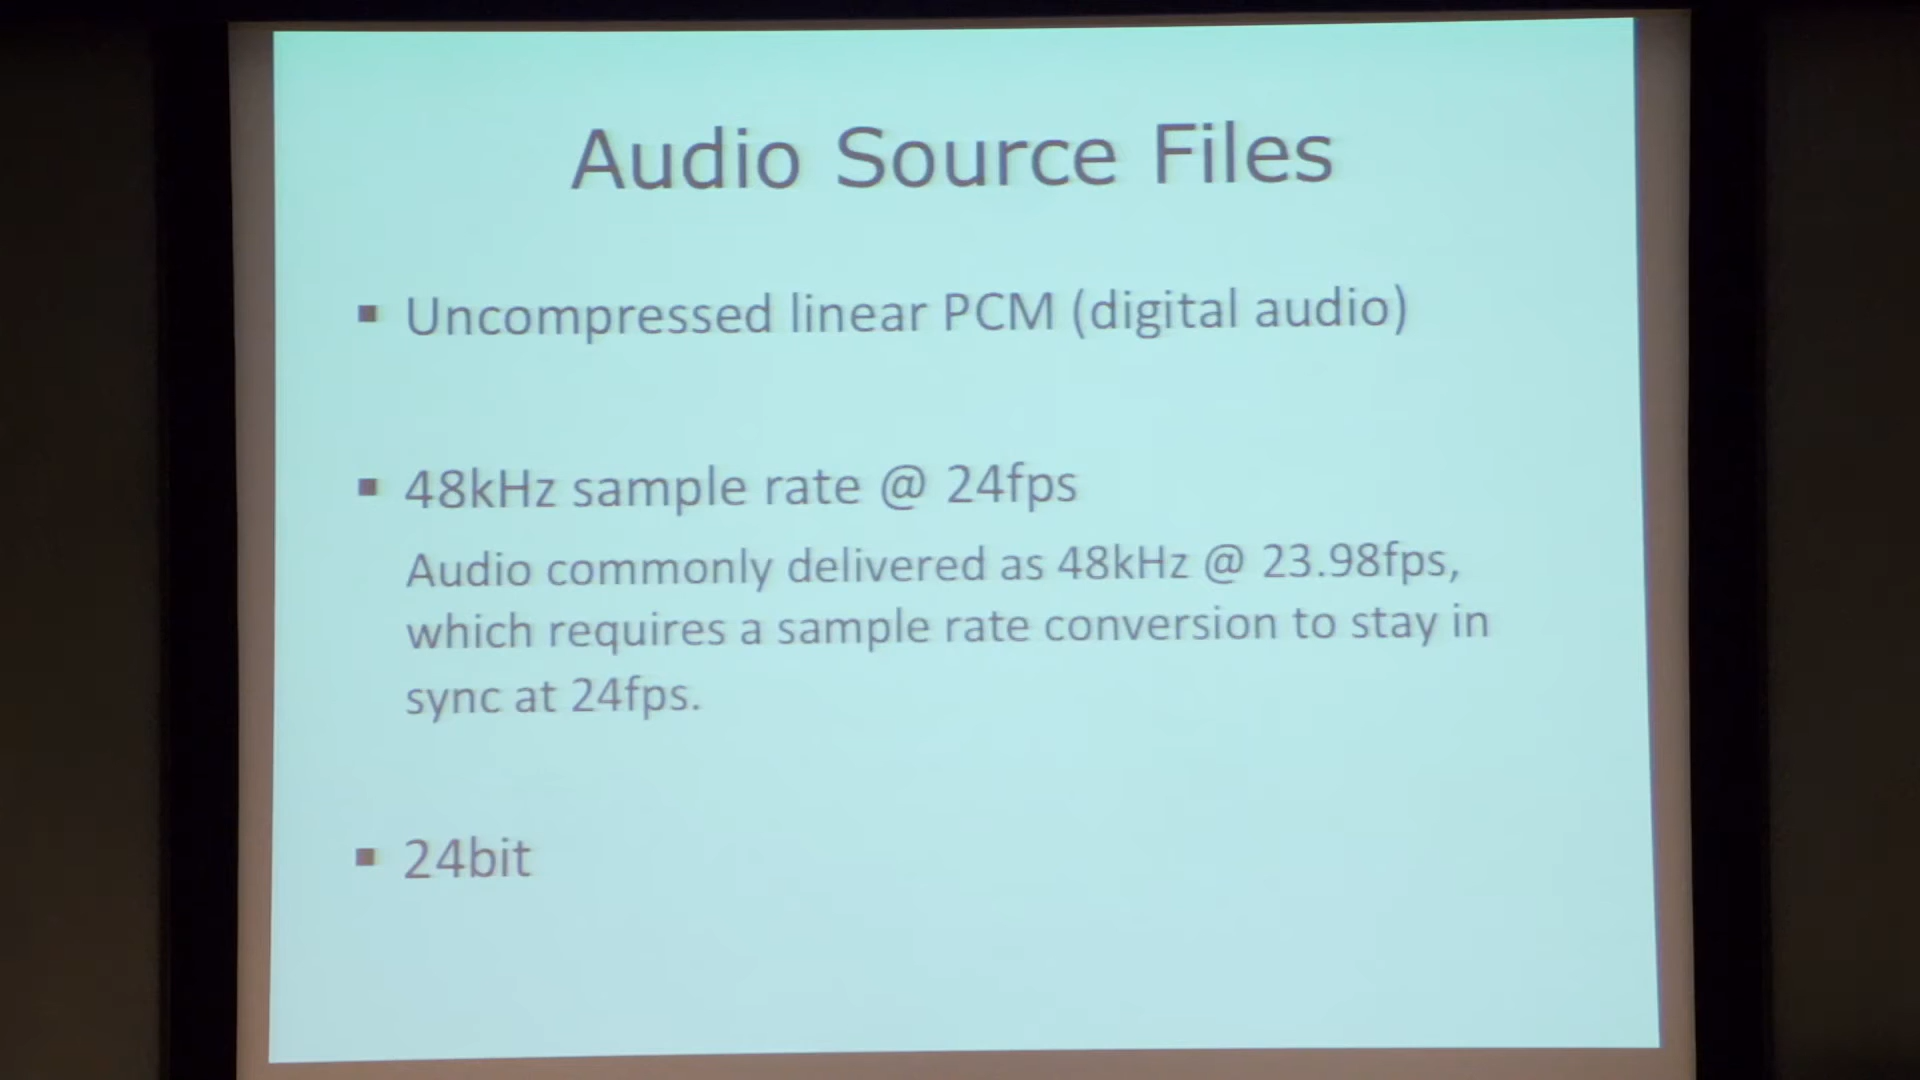 Audio Source Files
▪ Uncompressed linear PCM (digital audio)
▪ 48kHz sample rate @ 24fps
Audio commonly delivered as 48kHz @ 23.98fps,
which requires a sample rate conversion to stay in
sync at 24fps.
▪ 24bit